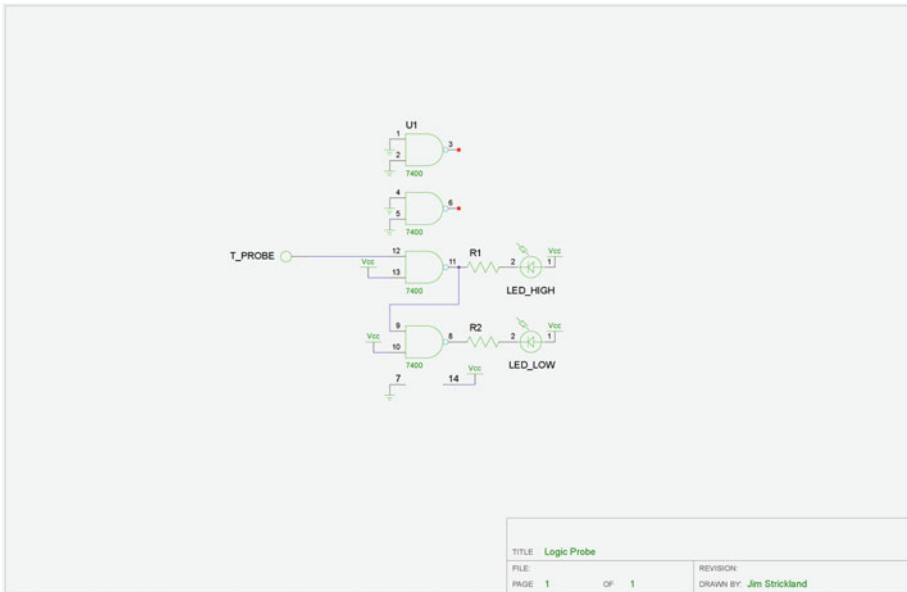 U1
1
3
2
7400
4
6
5
7400
T_PROBE
12
Vcc
13
11
7400
R1
2
1
Vcc
LED_HIGH
9
Vcc
10
8
7400
R2
2
1
Vcc
LED_LOW
7
14
Vcc
TITLE Logic Probe
FILE: REVISION:
PAGE 1 OF 1 DRAWN BY: Jim Strickland